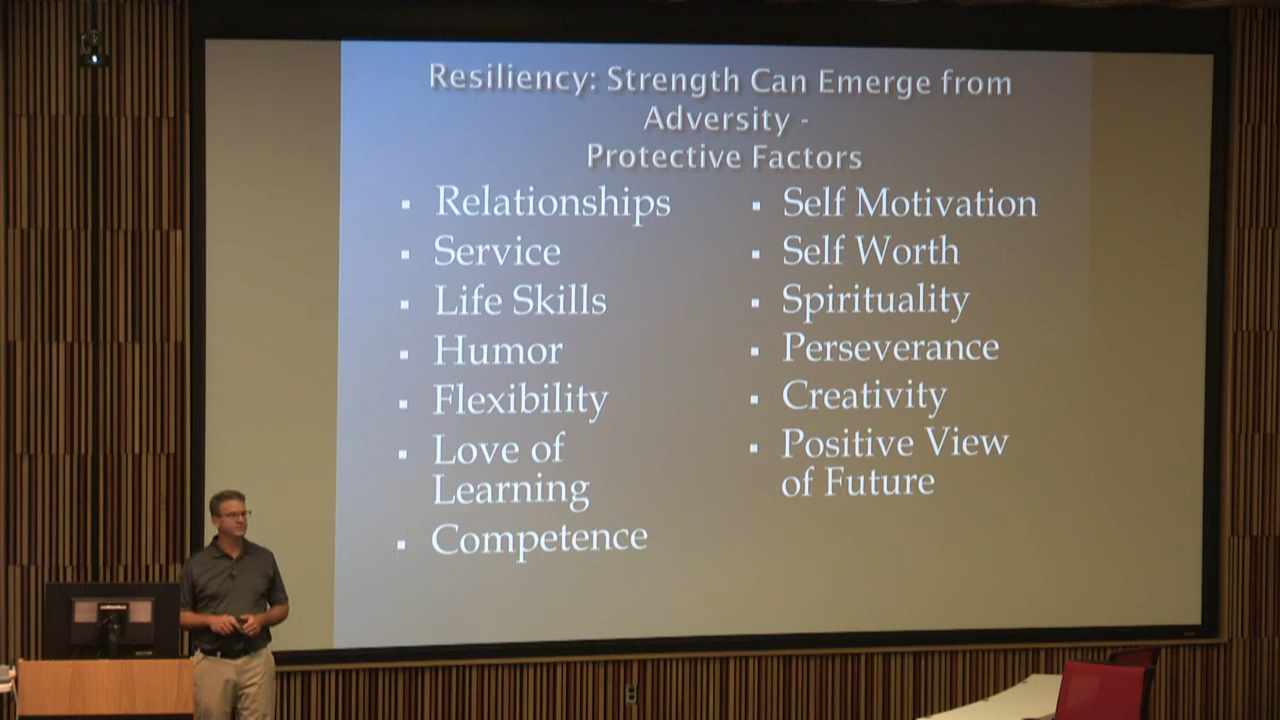 Resiliency: Strength Can Emerge from
Adversity -
Protective Factors
▪ Relationships
▪ Service
▪ Life Skills
▪ Humor
▪ Flexibility
▪ Love of
Learning
▪ Competence
▪ Self Motivation
▪ Self Worth
▪ Spirituality
▪ Perseverance
▪ Creativity
▪ Positive View
of Future